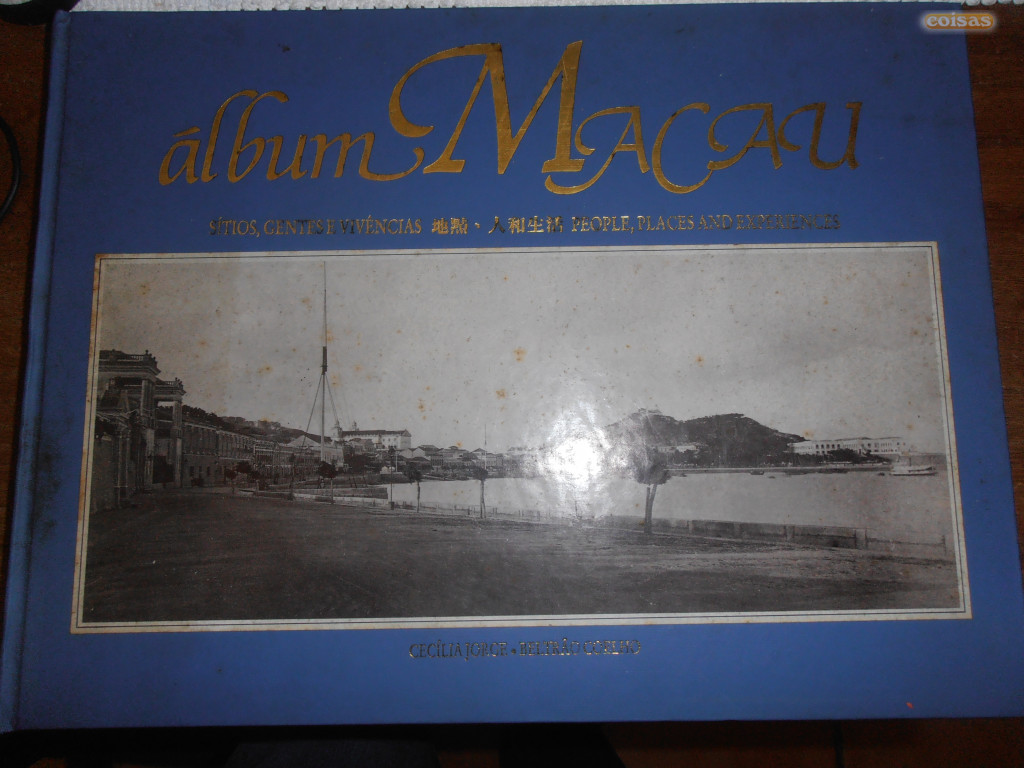 coisas
álbum MACAU
SÍTIOS, GENTES E VIVÊNCIAS 地點、人和生活 PEOPLE, PLACES AND EXPERIENCES
CECÍLIA JORGE • BELTRÃO COELHO